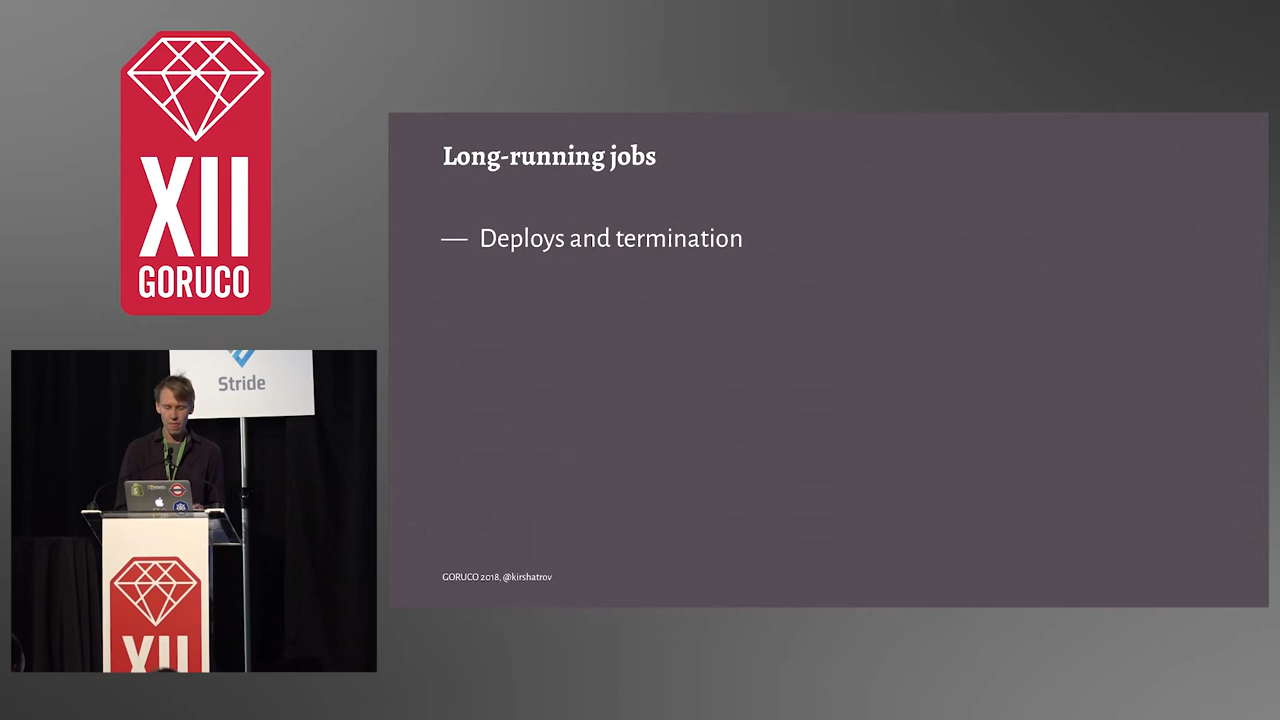 XII
GORUCO
Long-running jobs
— Deploys and termination
GORUCO 2018, @kirshatrov
Stride
XII